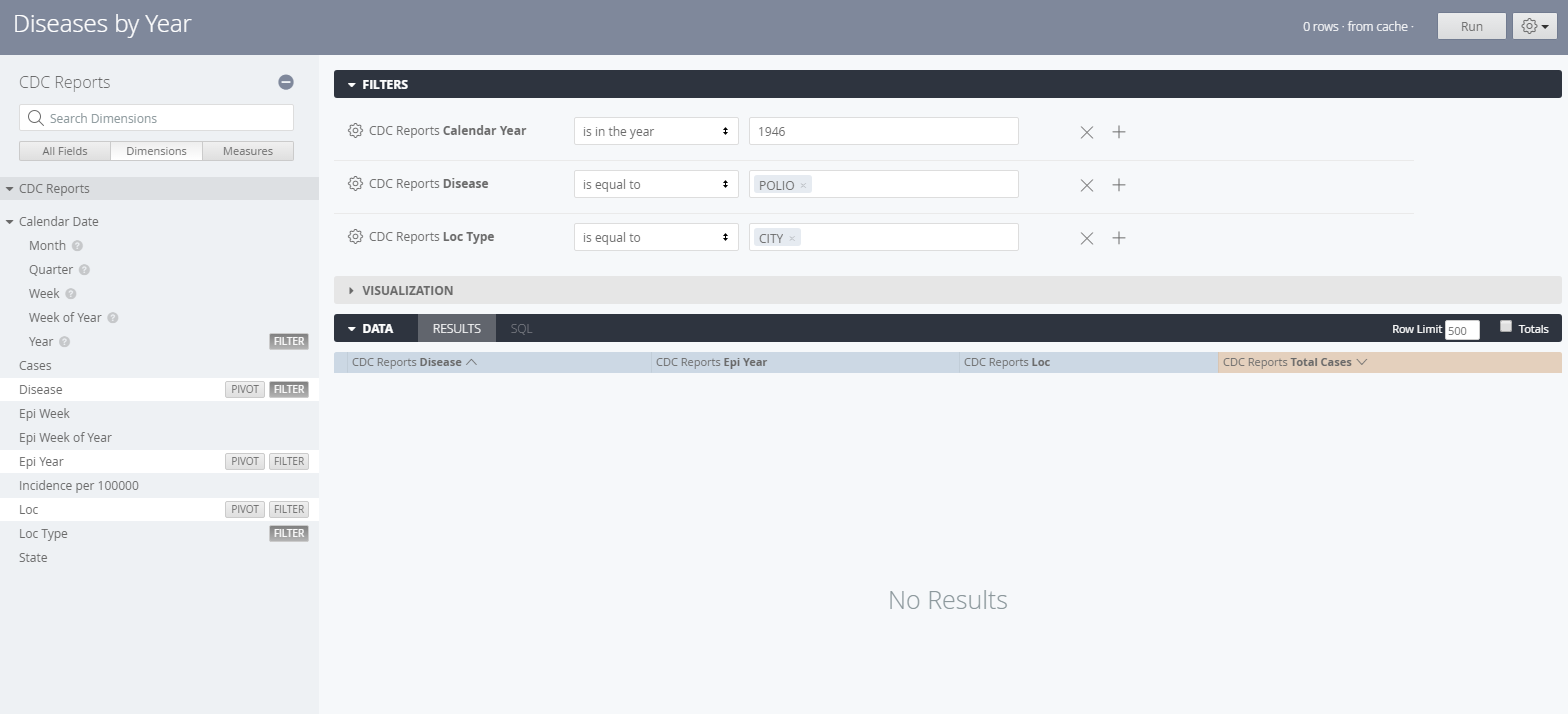 Diseases by Year
0 rows · from cache ·
Run
CDC Reports
Search Dimensions
All Fields
Dimensions
Measures
CDC Reports
Calendar Date
Month ?
Quarter ?
Week ?
Week of Year ?
Year ? FILTER
Cases
Disease PIVOT FILTER
Epi Week
Epi Week of Year
Epi Year PIVOT FILTER
Incidence per 100000
Loc PIVOT FILTER
Loc Type FILTER
State
FILTERS
CDC Reports Calendar Year is in the year 1946
CDC Reports Disease is equal to POLIO ×
CDC Reports Loc Type is equal to CITY ×
VISUALIZATION
DATA RESULTS SQL Row Limit 500 Totals
CDC Reports Disease CDC Reports Epi Year CDC Reports Loc CDC Reports Total Cases
No Results